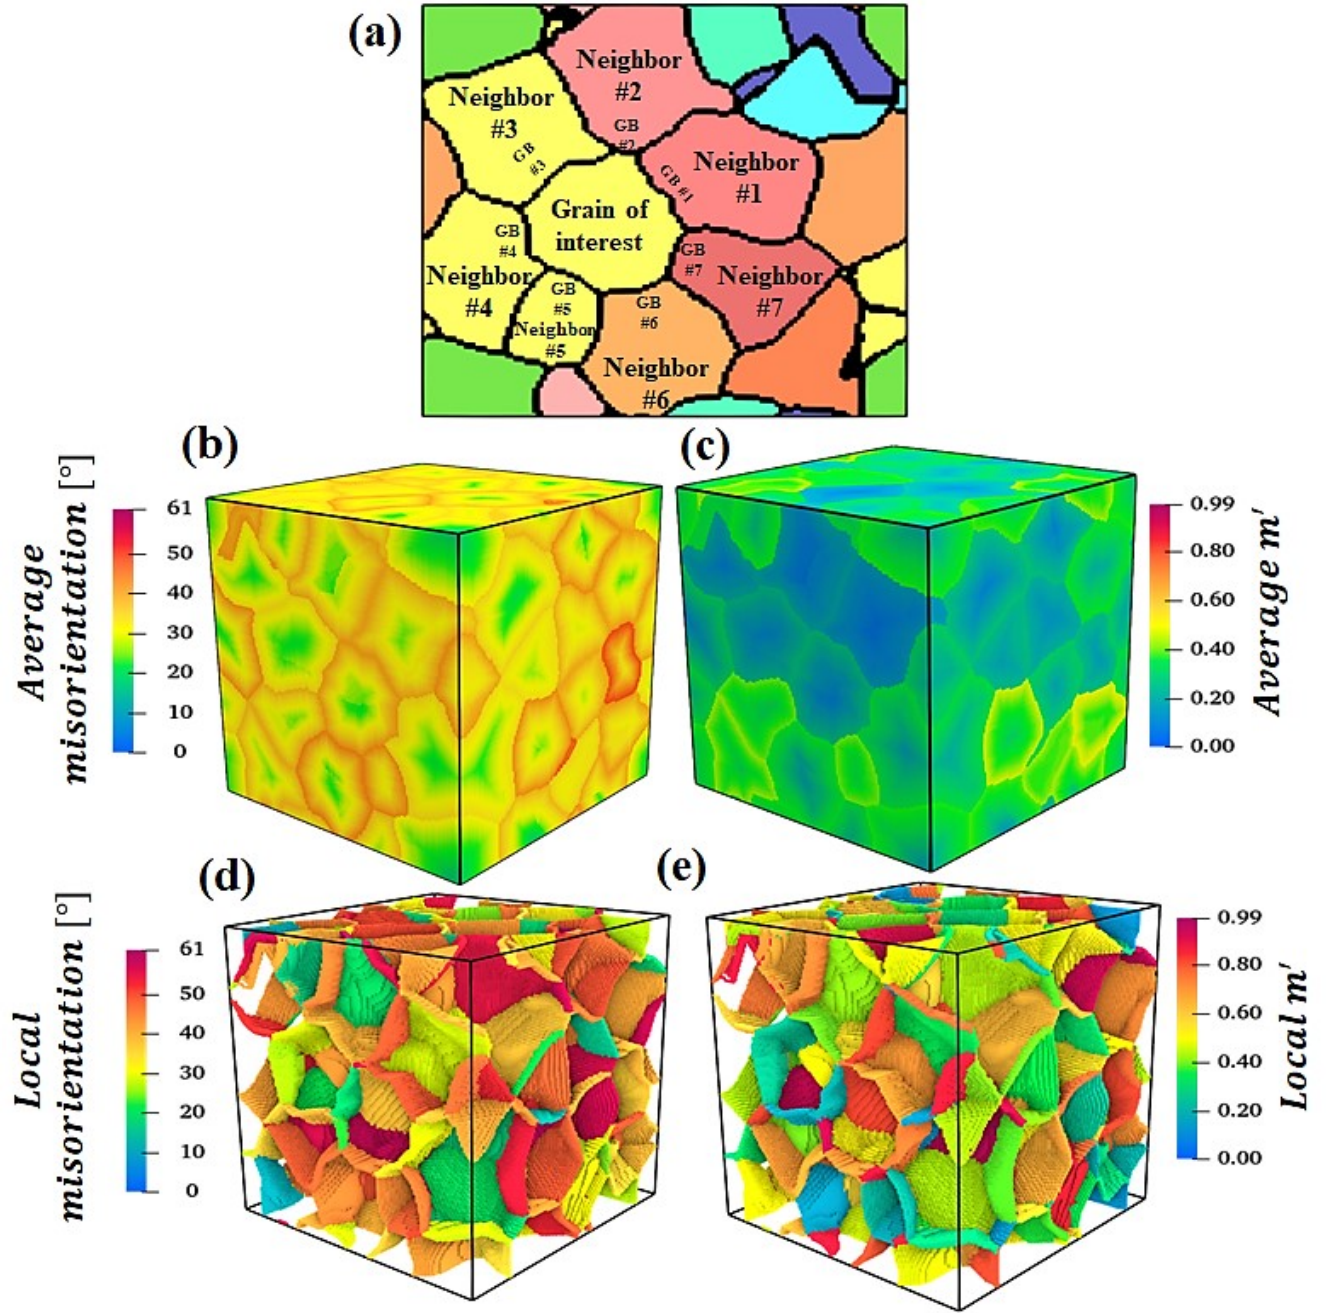 (a)
Neighbor
#2
GB
#2
Neighbor
#3
GB
#3
Neighbor
#1
GB #1
Grain of
interest
GB
#4
Neighbor
#4
GB
#5
Neighbor
#5
GB
#6
Neighbor
#6
GB
#7
Neighbor
#7
(b)
Average
misorientation [°]
61
50
40
30
20
10
0
(c)
0.99
0.80
0.60
0.40
0.20
0.00
Average m′
(d)
Local
misorientation [°]
61
50
40
30
20
10
0
(e)
0.99
0.80
0.60
0.40
0.20
0.00
Local m′